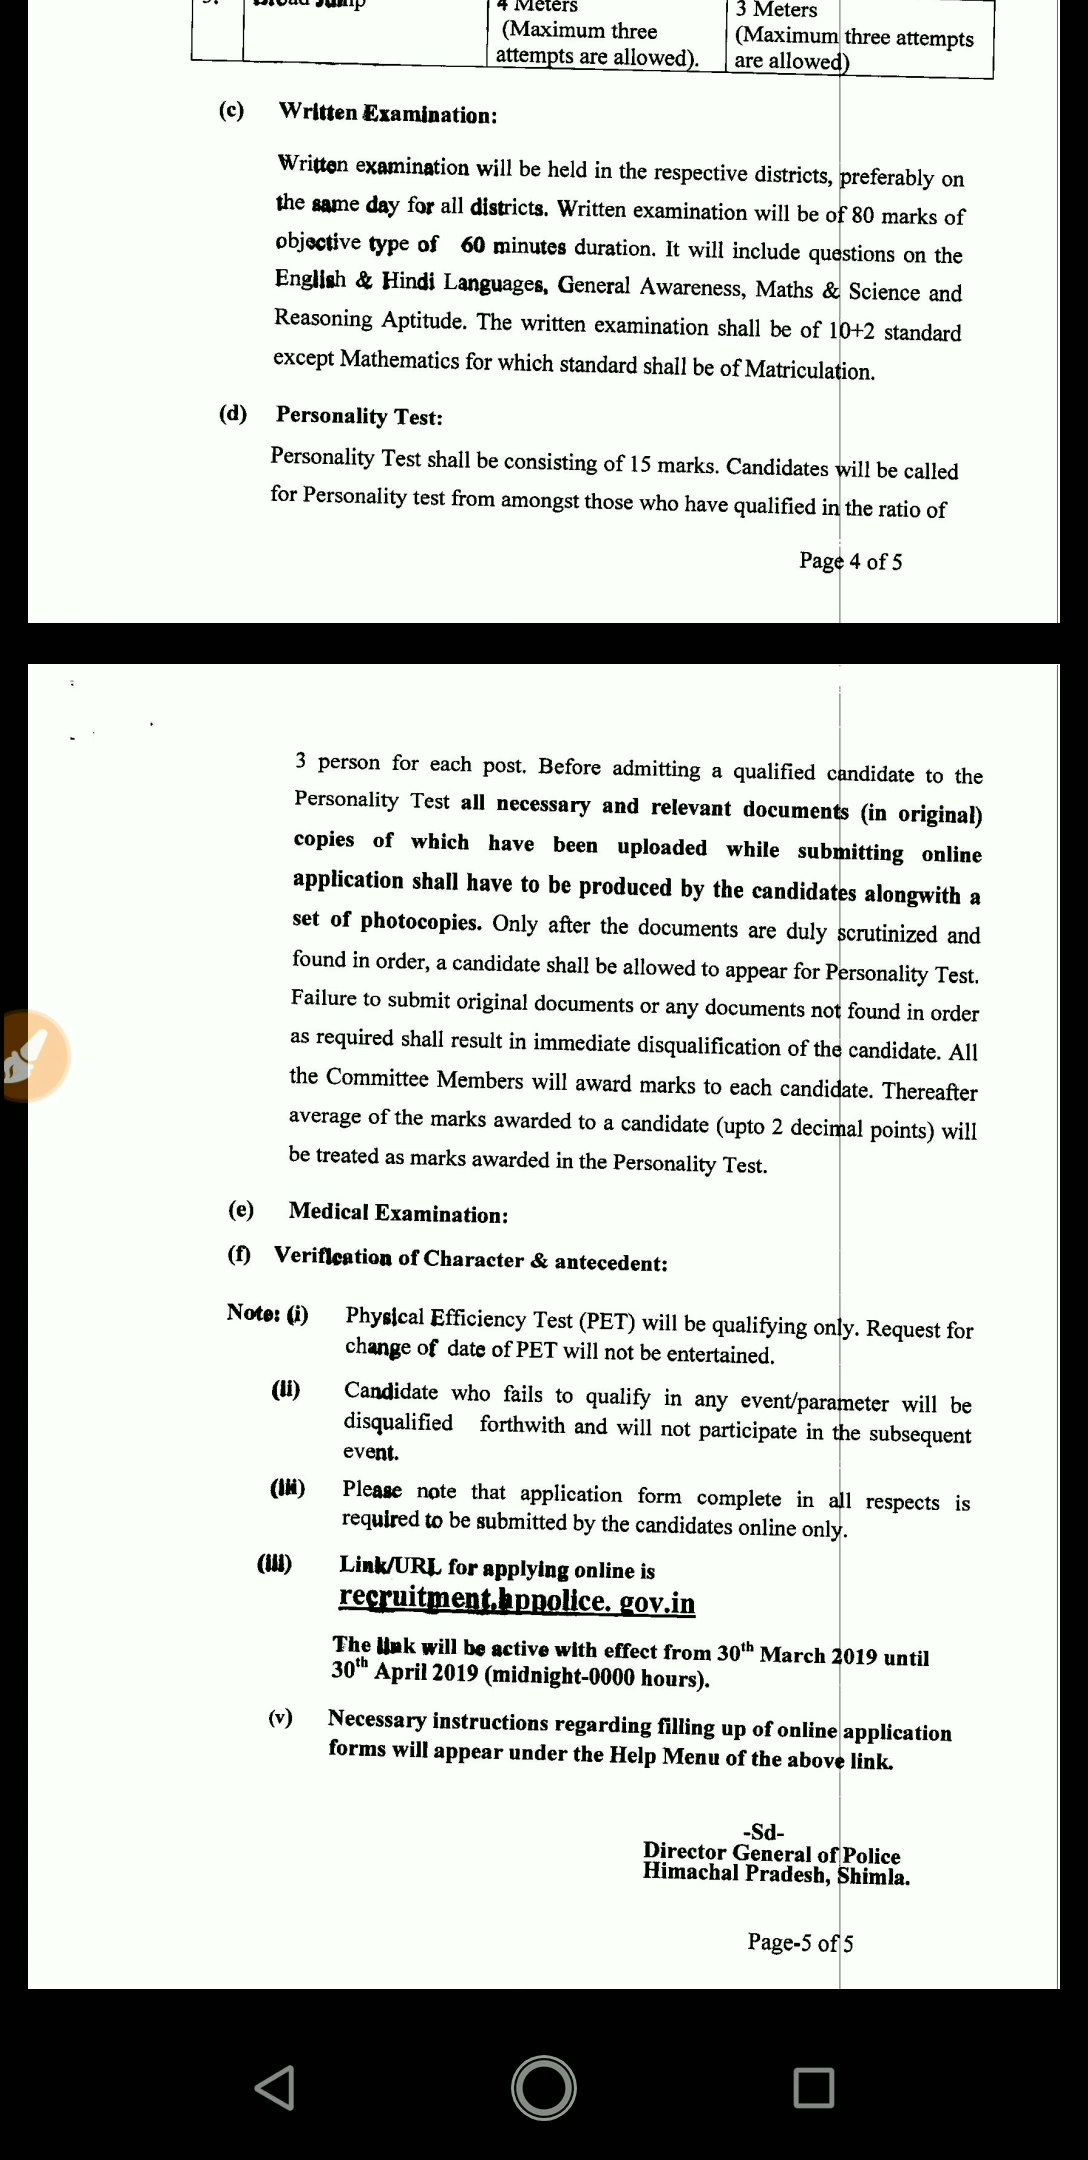 3. Broad Jump 4 Meters 3 Meters
(Maximum three (Maximum three attempts
attempts are allowed). are allowed)
(c) Written Examination:
Written examination will be held in the respective districts, preferably on
the same day for all districts. Written examination will be of 80 marks of
objective type of 60 minutes duration. It will include questions on the
English & Hindi Languages, General Awareness, Maths & Science and
Reasoning Aptitude. The written examination shall be of 10+2 standard
except Mathematics for which standard shall be of Matriculation.
(d) Personality Test:
Personality Test shall be consisting of 15 marks. Candidates will be called
for Personality test from amongst those who have qualified in the ratio of
Page 4 of 5
3 person for each post. Before admitting a qualified candidate to the
Personality Test all necessary and relevant documents (in original)
copies of which have been uploaded while submitting online
application shall have to be produced by the candidates alongwith a
set of photocopies. Only after the documents are duly scrutinized and
found in order, a candidate shall be allowed to appear for Personality Test.
Failure to submit original documents or any documents not found in order
as required shall result in immediate disqualification of the candidate. All
the Committee Members will award marks to each candidate. Thereafter
average of the marks awarded to a candidate (upto 2 decimal points) will
be treated as marks awarded in the Personality Test.
(e) Medical Examination:
(f) Verification of Character & antecedent:
Note: (i) Physical Efficiency Test (PET) will be qualifying only. Request for
change of date of PET will not be entertained.
(ii) Candidate who fails to qualify in any event/parameter will be
disqualified forthwith and will not participate in the subsequent
event.
(iii) Please note that application form complete in all respects is
required to be submitted by the candidates online only.
(iii) Link/URL for applying online is
recruitment.hppolice. gov.in
The link will be active with effect from 30th March 2019 until
30th April 2019 (midnight-0000 hours).
(v) Necessary instructions regarding filling up of online application
forms will appear under the Help Menu of the above link.
-Sd-
Director General of Police
Himachal Pradesh, Shimla.
Page-5 of 5